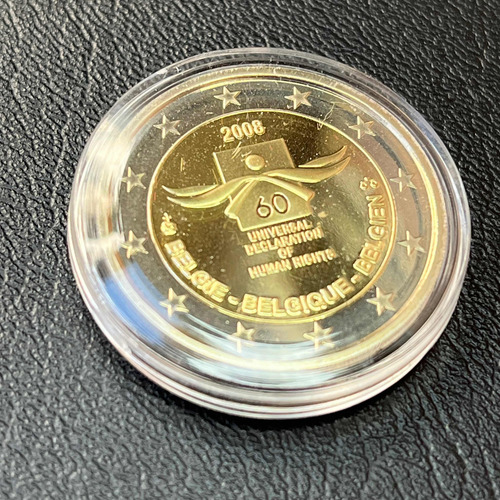 2008
60
UNIVERSAL
DECLARATION
OF
HUMAN RIGHTS
BELGIE - BELGIQUE - BELGIEN